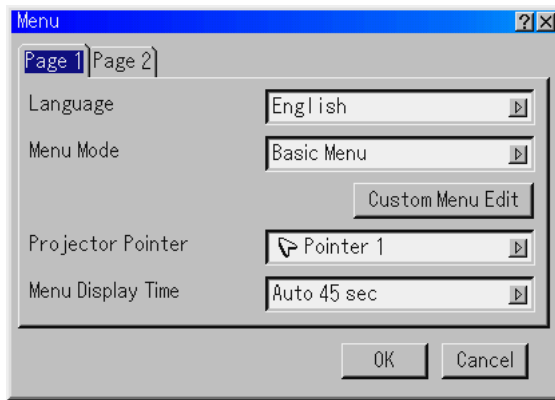 Menu
Page 1 Page 2
Language English
Menu Mode Basic Menu
Custom Menu Edit
Projector Pointer Pointer 1
Menu Display Time Auto 45 sec
OK Cancel